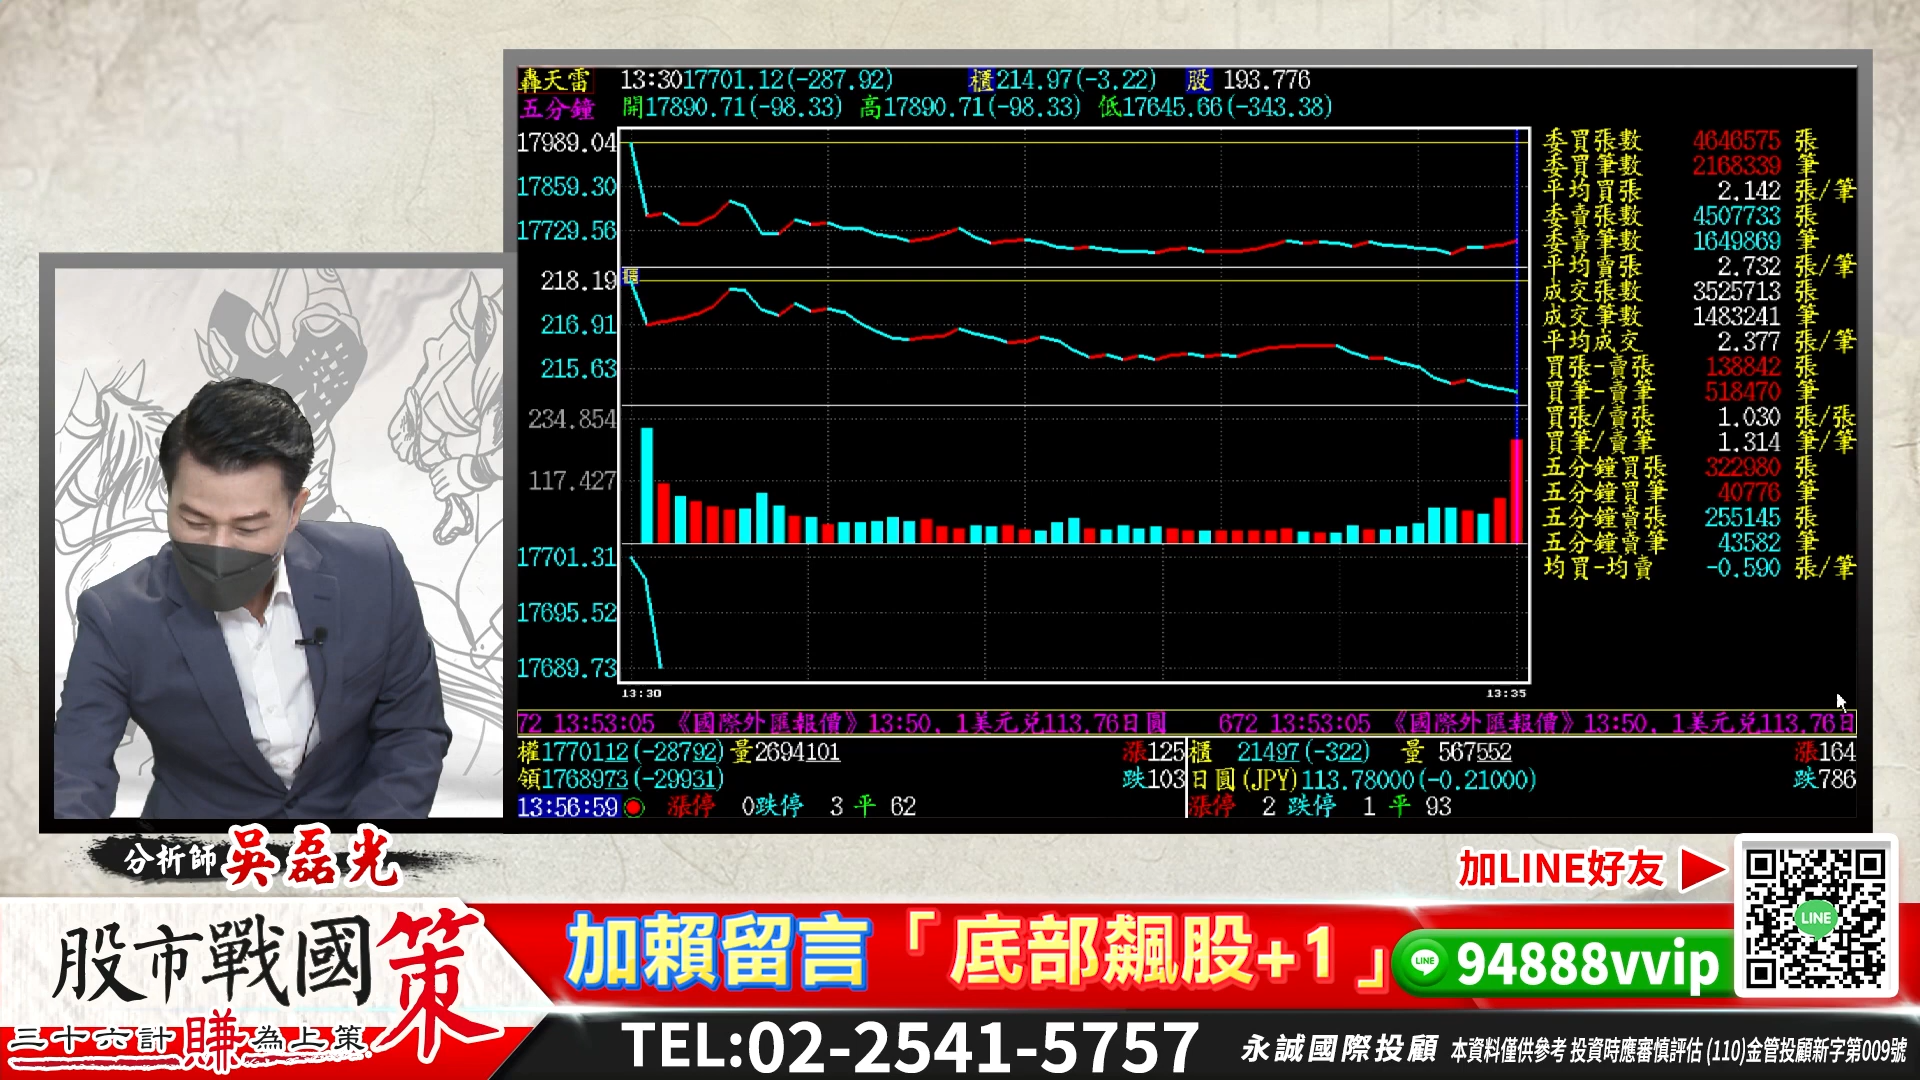 轟天雷 13:30 17701.12(-287.92) 櫃214.97(-3.22) 股 193.776
五分鐘 開17890.71(-98.33) 高17890.71(-98.33) 低17645.66(-343.38)
17989.04
17859.30
17729.56
218.19 櫃
216.91
215.63
234.854
117.427
17701.31
17695.52
17689.73
13:30 13:35
委買張數 4646575 張
委買筆數 2168339 筆
平均買張 2.142 張/筆
委賣張數 4507733 張
委賣筆數 1649869 筆
平均賣張 2.732 張/筆
成交張數 3525713 張
成交筆數 1483241 筆
平均成交 2.377 張/筆
買張-賣張 138842 張
買筆-賣筆 518470 筆
買張/賣張 1.030 張/張
買筆/賣筆 1.314 筆/筆
五分鐘買張 322980 張
五分鐘買筆 40776 筆
五分鐘賣張 255145 張
五分鐘賣筆 43582 筆
均買-均賣 -0.590 張/筆
72 13:53:05 《國際外匯報價》13:50, 1美元兌113.76日圓 672 13:53:05 《國際外匯報價》13:50, 1美元兌113.76日
權1770112(-28792) 量2694101 漲125 櫃 21497(-322) 量 567552 漲164
領1768973(-29931) 跌103 日圓(JPY)113.78000(-0.21000) 跌786
13:56:59 漲停 0跌停 3 平 62 漲停 2 跌停 1 平 93
分析師 吳磊光
加LINE好友
股市戰國策
三十六計 賺為上策
加賴留言「底部飆股+1」
LINE 94888vvip
LINE
TEL:02-2541-5757
永誠國際投顧 本資料僅供參考 投資時應審慎評估 (110)金管投顧新字第009號